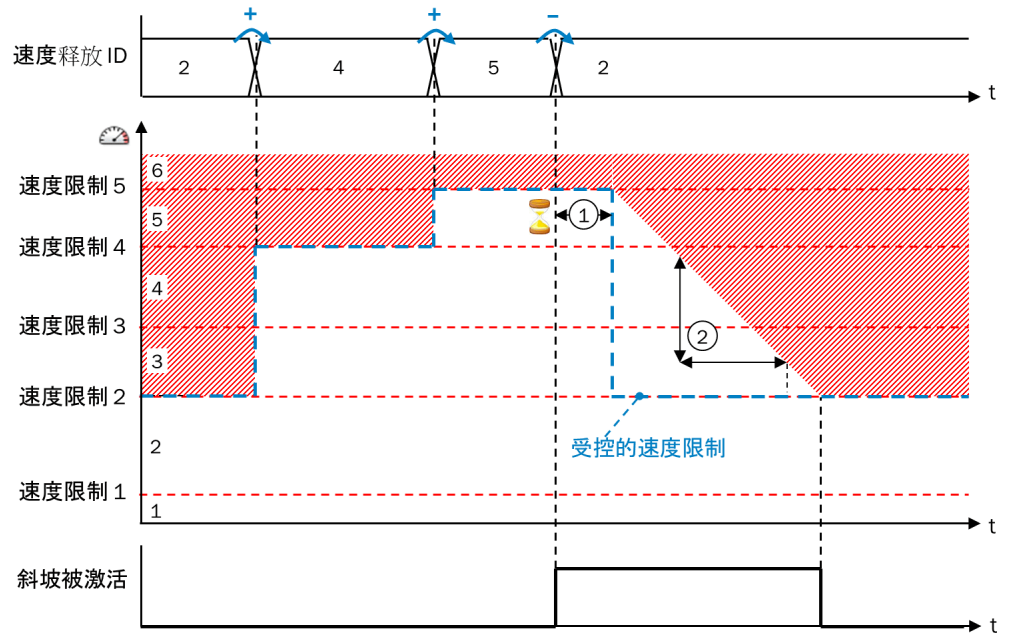 + + −
速度释放 ID
2 4 5 2
t
6
速度限制 5
5
①
速度限制 4
4
速度限制 3
②
3
速度限制 2
2
受控的速度限制
速度限制 1
1
t
斜坡被激活
t